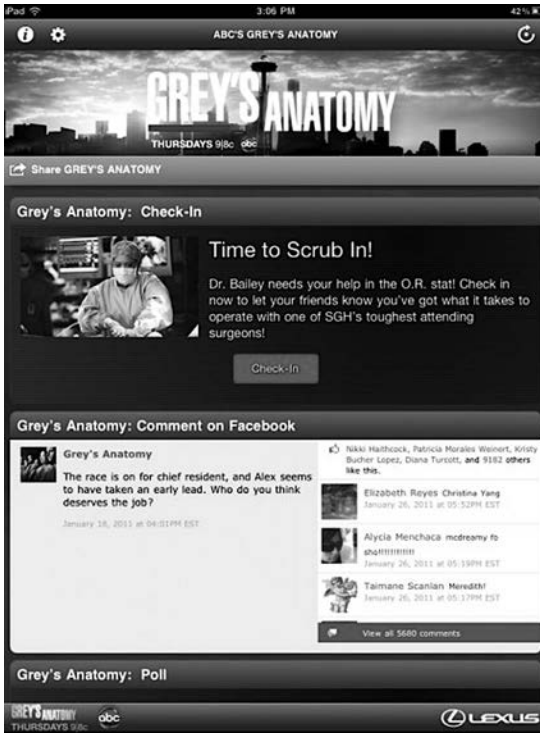 iPad 3:06 PM 42%
ABC'S GREY'S ANATOMY
GREY'S ANATOMY
THURSDAYS 9|8c abc
Share GREY'S ANATOMY
Grey's Anatomy: Check-In
Time to Scrub In!
Dr. Bailey needs your help in the O.R. stat! Check in
now to let your friends know you've got what it takes to
operate with one of SGH's toughest attending
surgeons!
Check-In
Grey's Anatomy: Comment on Facebook
Grey's Anatomy
The race is on for chief resident, and Alex seems
to have taken an early lead. Who do you think
deserves the job?
January 26, 2011 at 04:51PM EST
Nikki Haithcock, Patricia Morales Weinert, Kristy
Bucher Lopez, Diana Turcott, and 9182 others
like this.
Elizabeth Reyes Christina Yang
January 26, 2011 at 05:52PM EST
Alycia Menchaca mcdreamy fo
sho!!!!!!!!!!!!!
January 26, 2011 at 05:19PM EST
Taimane Scanlan Meredith!
January 26, 2011 at 05:17PM EST
View all 5680 comments
Grey's Anatomy: Poll
GREY'S ANATOMY
THURSDAYS 9|8c
abc
LEXUS